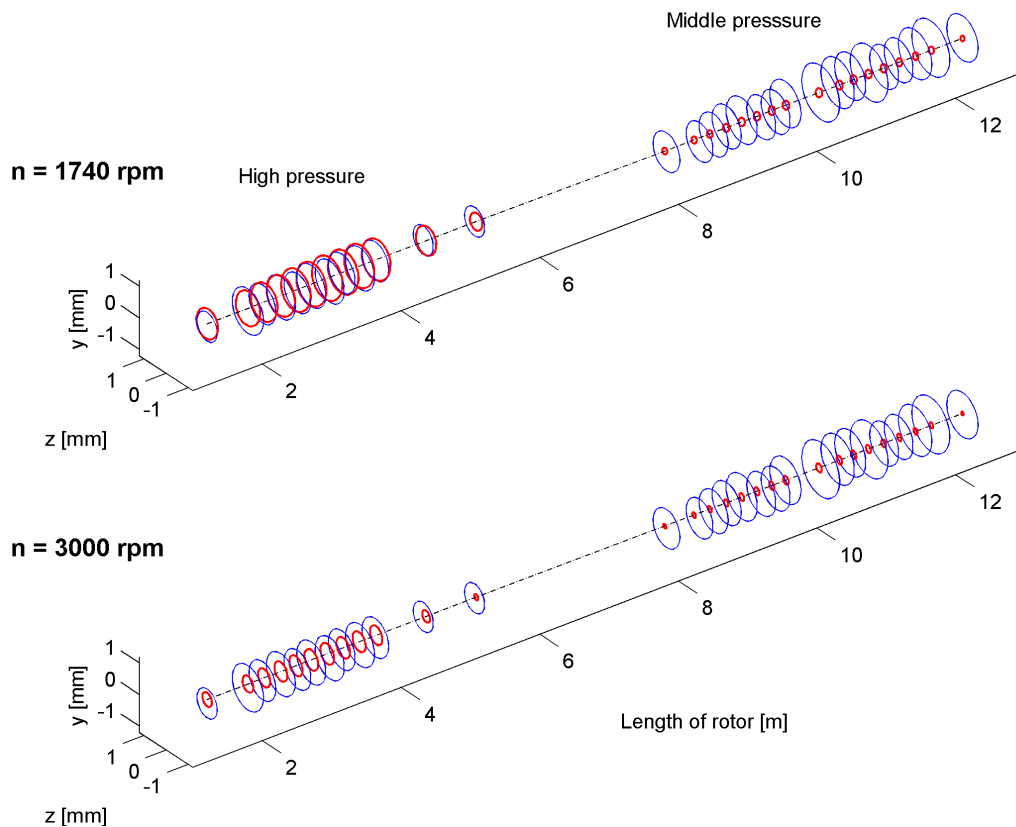 Middle presssure
12
n = 1740 rpm
High pressure
10
8
1
0
-1
y [mm]
6
4
1
0
-1
2
z [mm]
12
n = 3000 rpm
10
8
1
0
-1
y [mm]
6
4
Length of rotor [m]
1
0
-1
2
z [mm]